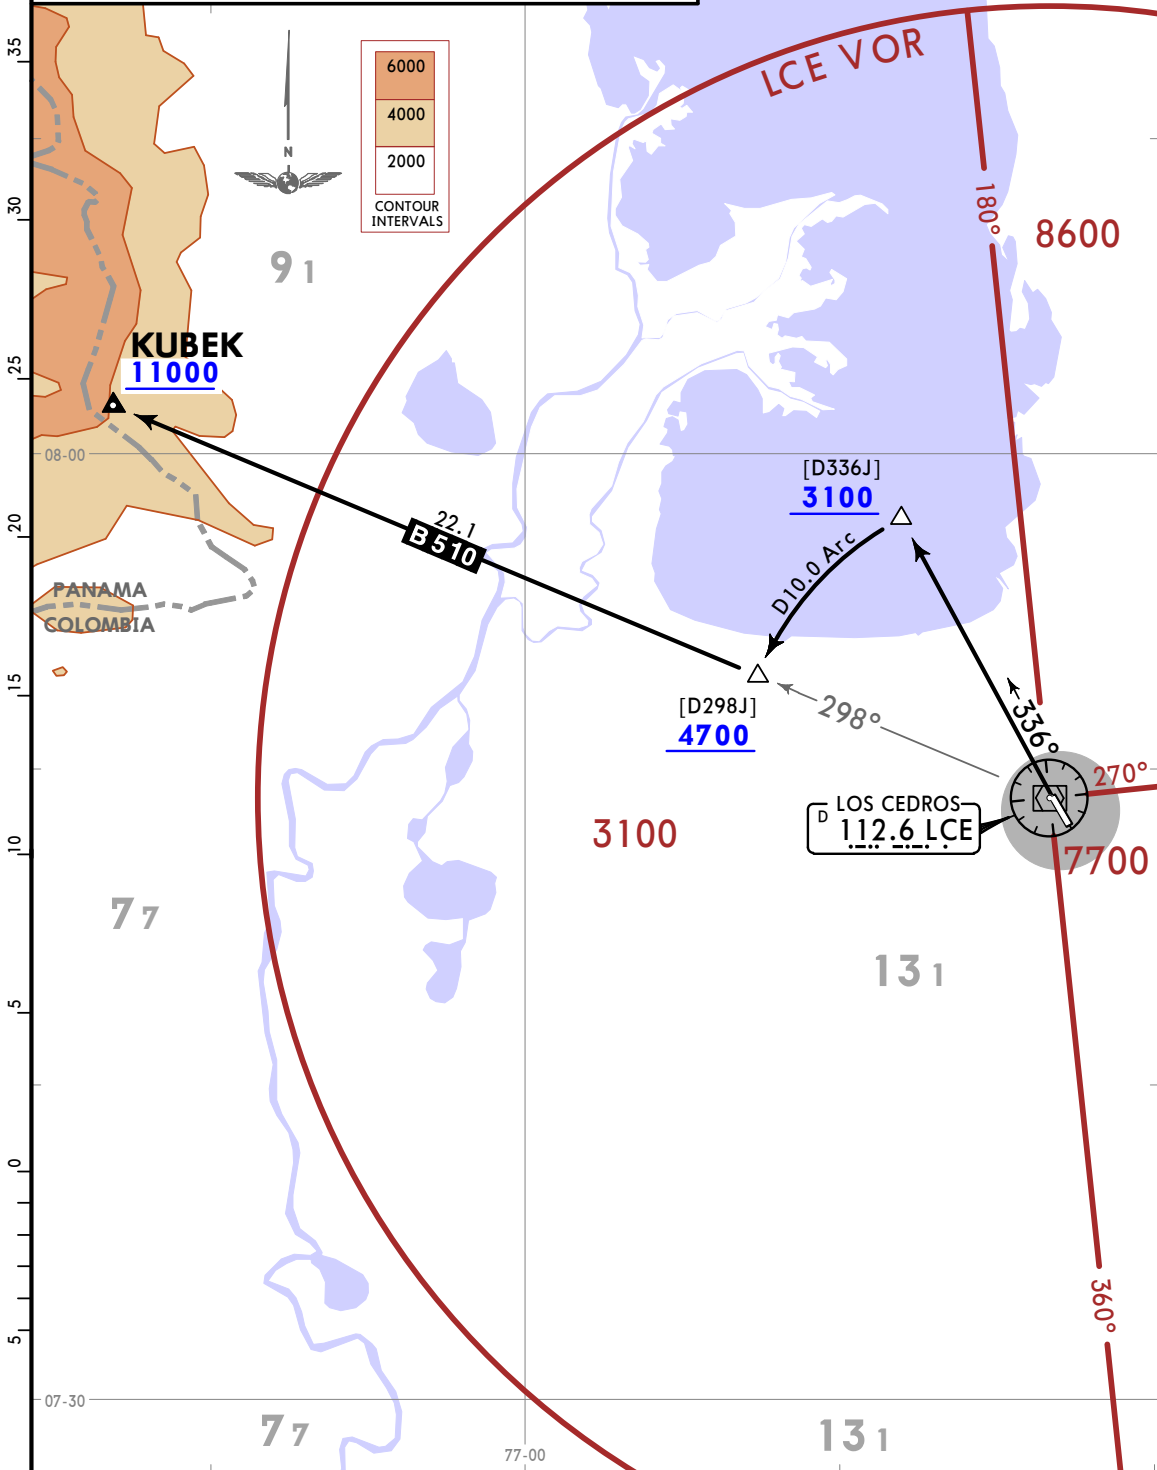 35
30
25
20
15
10
5
0
5
6000
4000
2000
CONTOUR
INTERVALS
N
LCE VOR
180°
8600
91
KUBEK
11000
08-00
22.1
B510
[D336J]
3100
D10.0 Arc
PANAMA
COLOMBIA
[D298J]
4700
298°
336°
270°
LOS CEDROS
D 112.6 LCE
3100
7700
77
131
360°
07-30
77
77-00
131